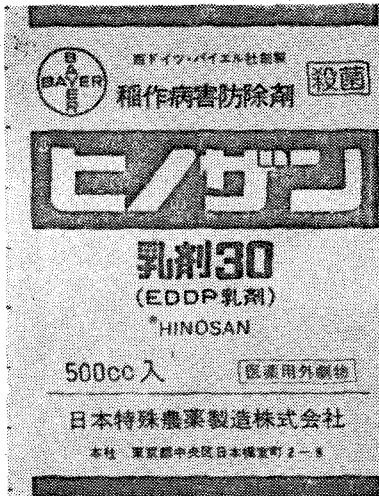 BAYER
BAYER
西ドイツ・バイエル社創製
殺菌
稲作病害防除剤
ヒノザン
乳剤30
(EDDP乳剤)
®HINOSAN
500cc入
医薬用外劇物
日本特殊農薬製造株式会社
本社 東京都中央区日本橋室町2-8